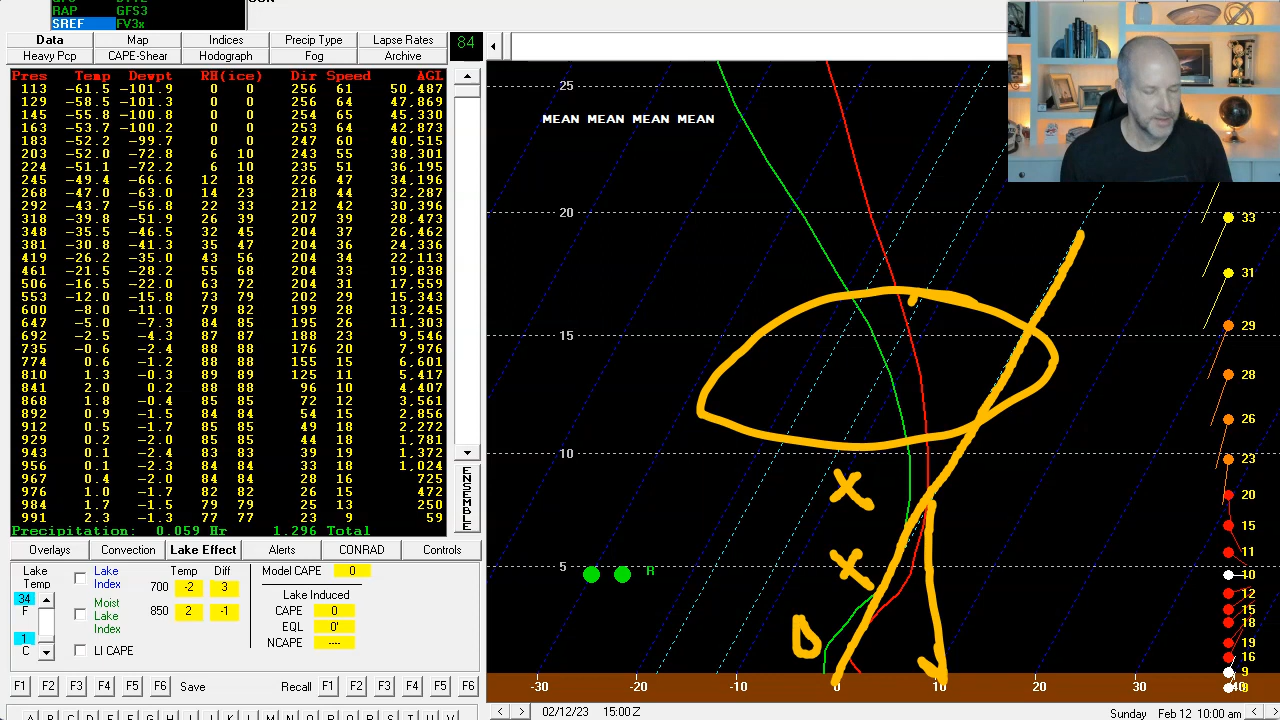 RAP GFS3
SREF FV3x
Data Map Indices Precip Type Lapse Rates
Heavy Pcp CAPE-Shear Hodograph Fog Archive
84
Pres Temp Dewpt RH(ice) Dir Speed AGL
113 -61.5 -101.9 0 0 256 61 50,487
129 -58.5 -101.3 0 0 256 64 47,869
145 -55.8 -100.8 0 0 254 65 45,330
163 -53.7 -100.2 0 0 253 64 42,873
183 -52.2 -99.7 0 0 247 60 40,515
203 -52.0 -72.8 6 10 243 55 38,301
224 -51.1 -72.2 6 10 235 51 36,195
245 -49.4 -66.6 12 18 226 47 34,196
268 -47.0 -63.0 14 23 218 44 32,287
292 -43.7 -56.8 22 33 212 42 30,396
318 -39.8 -51.9 26 39 207 39 28,473
348 -35.5 -46.5 32 45 204 37 26,462
381 -30.8 -41.3 35 47 204 36 24,336
419 -26.2 -35.0 43 56 204 34 22,113
461 -21.5 -28.2 55 68 204 33 19,838
506 -16.5 -22.0 63 72 204 31 17,559
553 -12.0 -15.8 73 79 202 29 15,343
600 -8.0 -11.0 79 82 199 28 13,245
647 -5.0 -7.3 84 85 195 26 11,303
692 -2.5 -4.3 87 87 188 23 9,546
735 -0.6 -2.4 88 88 176 20 7,976
774 0.6 -1.2 88 88 155 15 6,601
810 1.3 -0.3 89 89 125 11 5,417
841 2.0 0.2 88 88 96 10 4,407
868 1.8 -0.4 85 85 72 12 3,561
892 0.9 -1.5 84 84 54 15 2,856
912 0.5 -1.7 85 85 49 18 2,272
929 0.2 -2.0 85 85 44 18 1,781
943 0.1 -2.4 83 83 39 19 1,372
956 0.1 -2.3 84 84 33 18 1,024
967 0.4 -2.0 84 84 28 16 725
976 1.0 -1.7 82 82 26 15 472
984 1.7 -1.5 79 79 25 13 250
991 2.3 -1.3 77 77 23 9 59
Precipitation: 0.059 Hr 1.296 Total
ENSEMBLE
Overlays Convection Lake Effect Alerts CONRAD Controls
Lake Temp
34
F
1
C
Lake Index
Moist Lake Index
LI CAPE
Temp Diff
700 -2 3
850 2 -1
Model CAPE 0
Lake Induced
CAPE 0
EQL 0'
NCAPE ----
F1 F2 F3 F4 F5 F6 Save Recall F1 F2 F3 F4 F5 F6
A B C D E F G H I J K L M N O P Q R S T U V
MEAN MEAN MEAN MEAN
25
20
15
10
5
R
X
X
33
31
29
28
26
23
20
15
11
10
12
15
18
19
16
9
-30 -20 -10 0 10 20 30 40
02/12/23 15:00Z
Sunday Feb 12 10:00 am